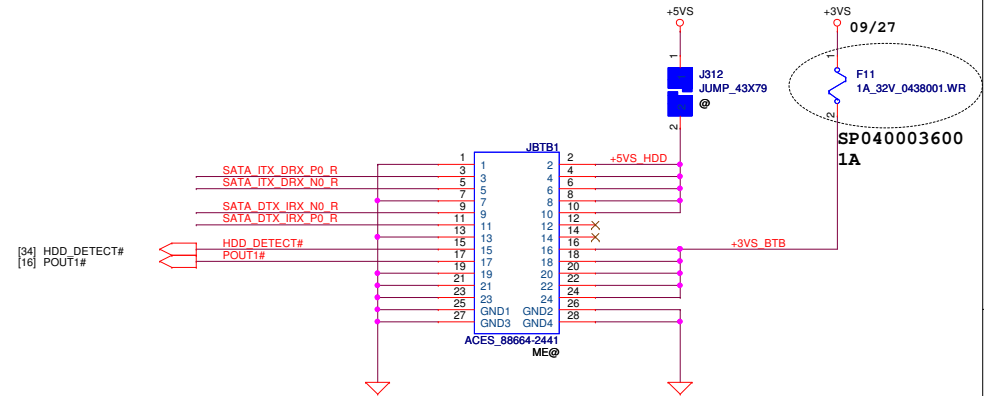 +5VS
+3VS
09/27
1
J312
JUMP_43X79
@
2
1
F11
1A_32V_0438001.WR
2
SP040003600
1A
JBTB1
1 1 2 2 +5VS_HDD
SATA_ITX_DRX_P0_R 3 3 4 4
SATA_ITX_DRX_N0_R 5 5 6 6
7 7 8 8
SATA_DTX_IRX_N0_R 9 9 10 10
SATA_DTX_IRX_P0_R 11 11 12 12
13 13 14 14
[34] HDD_DETECT# HDD_DETECT# 15 15 16 16 +3VS_BTB
[16] POUT1# POUT1# 17 17 18 18
19 19 20 20
21 21 22 22
23 23 24 24
25 GND1 GND2 26
27 GND3 GND4 28
ACES_88664-2441
ME@